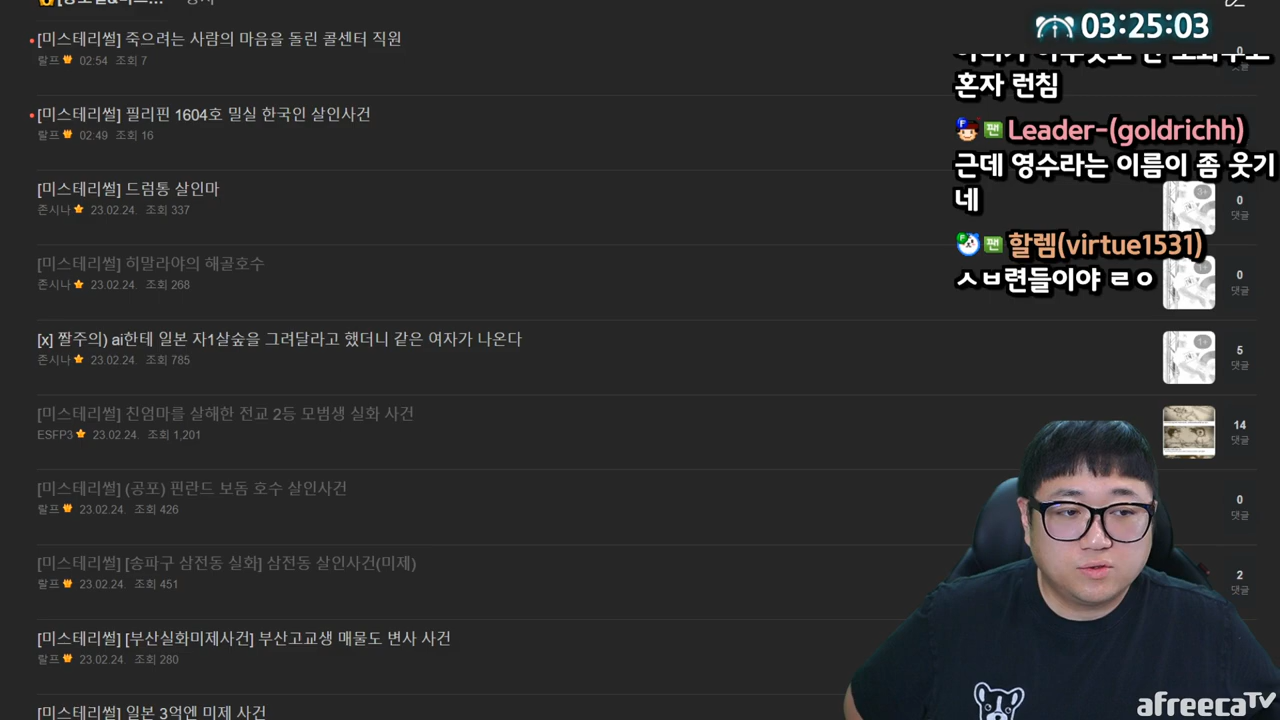 03:25:03
[미스테리썰] 죽으려는 사람의 마음을 돌린 콜센터 직원
랄프 02:54 조회 7
[미스테리썰] 필리핀 1604호 밀실 한국인 살인사건
랄프 02:49 조회 16
[미스테리썰] 드럼통 살인마
존시나 23.02.24. 조회 337
0
댓글
[미스테리썰] 히말라야의 해골호수
존시나 23.02.24. 조회 268
0
댓글
[x] 짤주의) ai한테 일본 자1살숲을 그려달라고 했더니 같은 여자가 나온다
존시나 23.02.24. 조회 785
5
댓글
[미스테리썰] 친엄마를 살해한 전교 2등 모범생 실화 사건
ESFP3 23.02.24. 조회 1,201
14
댓글
[미스테리썰] (공포) 핀란드 보돔 호수 살인사건
랄프 23.02.24. 조회 426
0
댓글
[미스테리썰] [송파구 삼전동 실화] 삼전동 살인사건(미제)
랄프 23.02.24. 조회 451
2
댓글
[미스테리썰] [부산실화미제사건] 부산고교생 매물도 변사 사건
랄프 23.02.24. 조회 280
[미스테리썰] 일본 3억엔 미제 사건
혼자 런침
팬 Leader-(goldrichh)
근데 영수라는 이름이 좀 웃기
네
팬 할렘(virtue1531)
ㅅㅂ련들이야 ㄹㅇ
afreecaTV